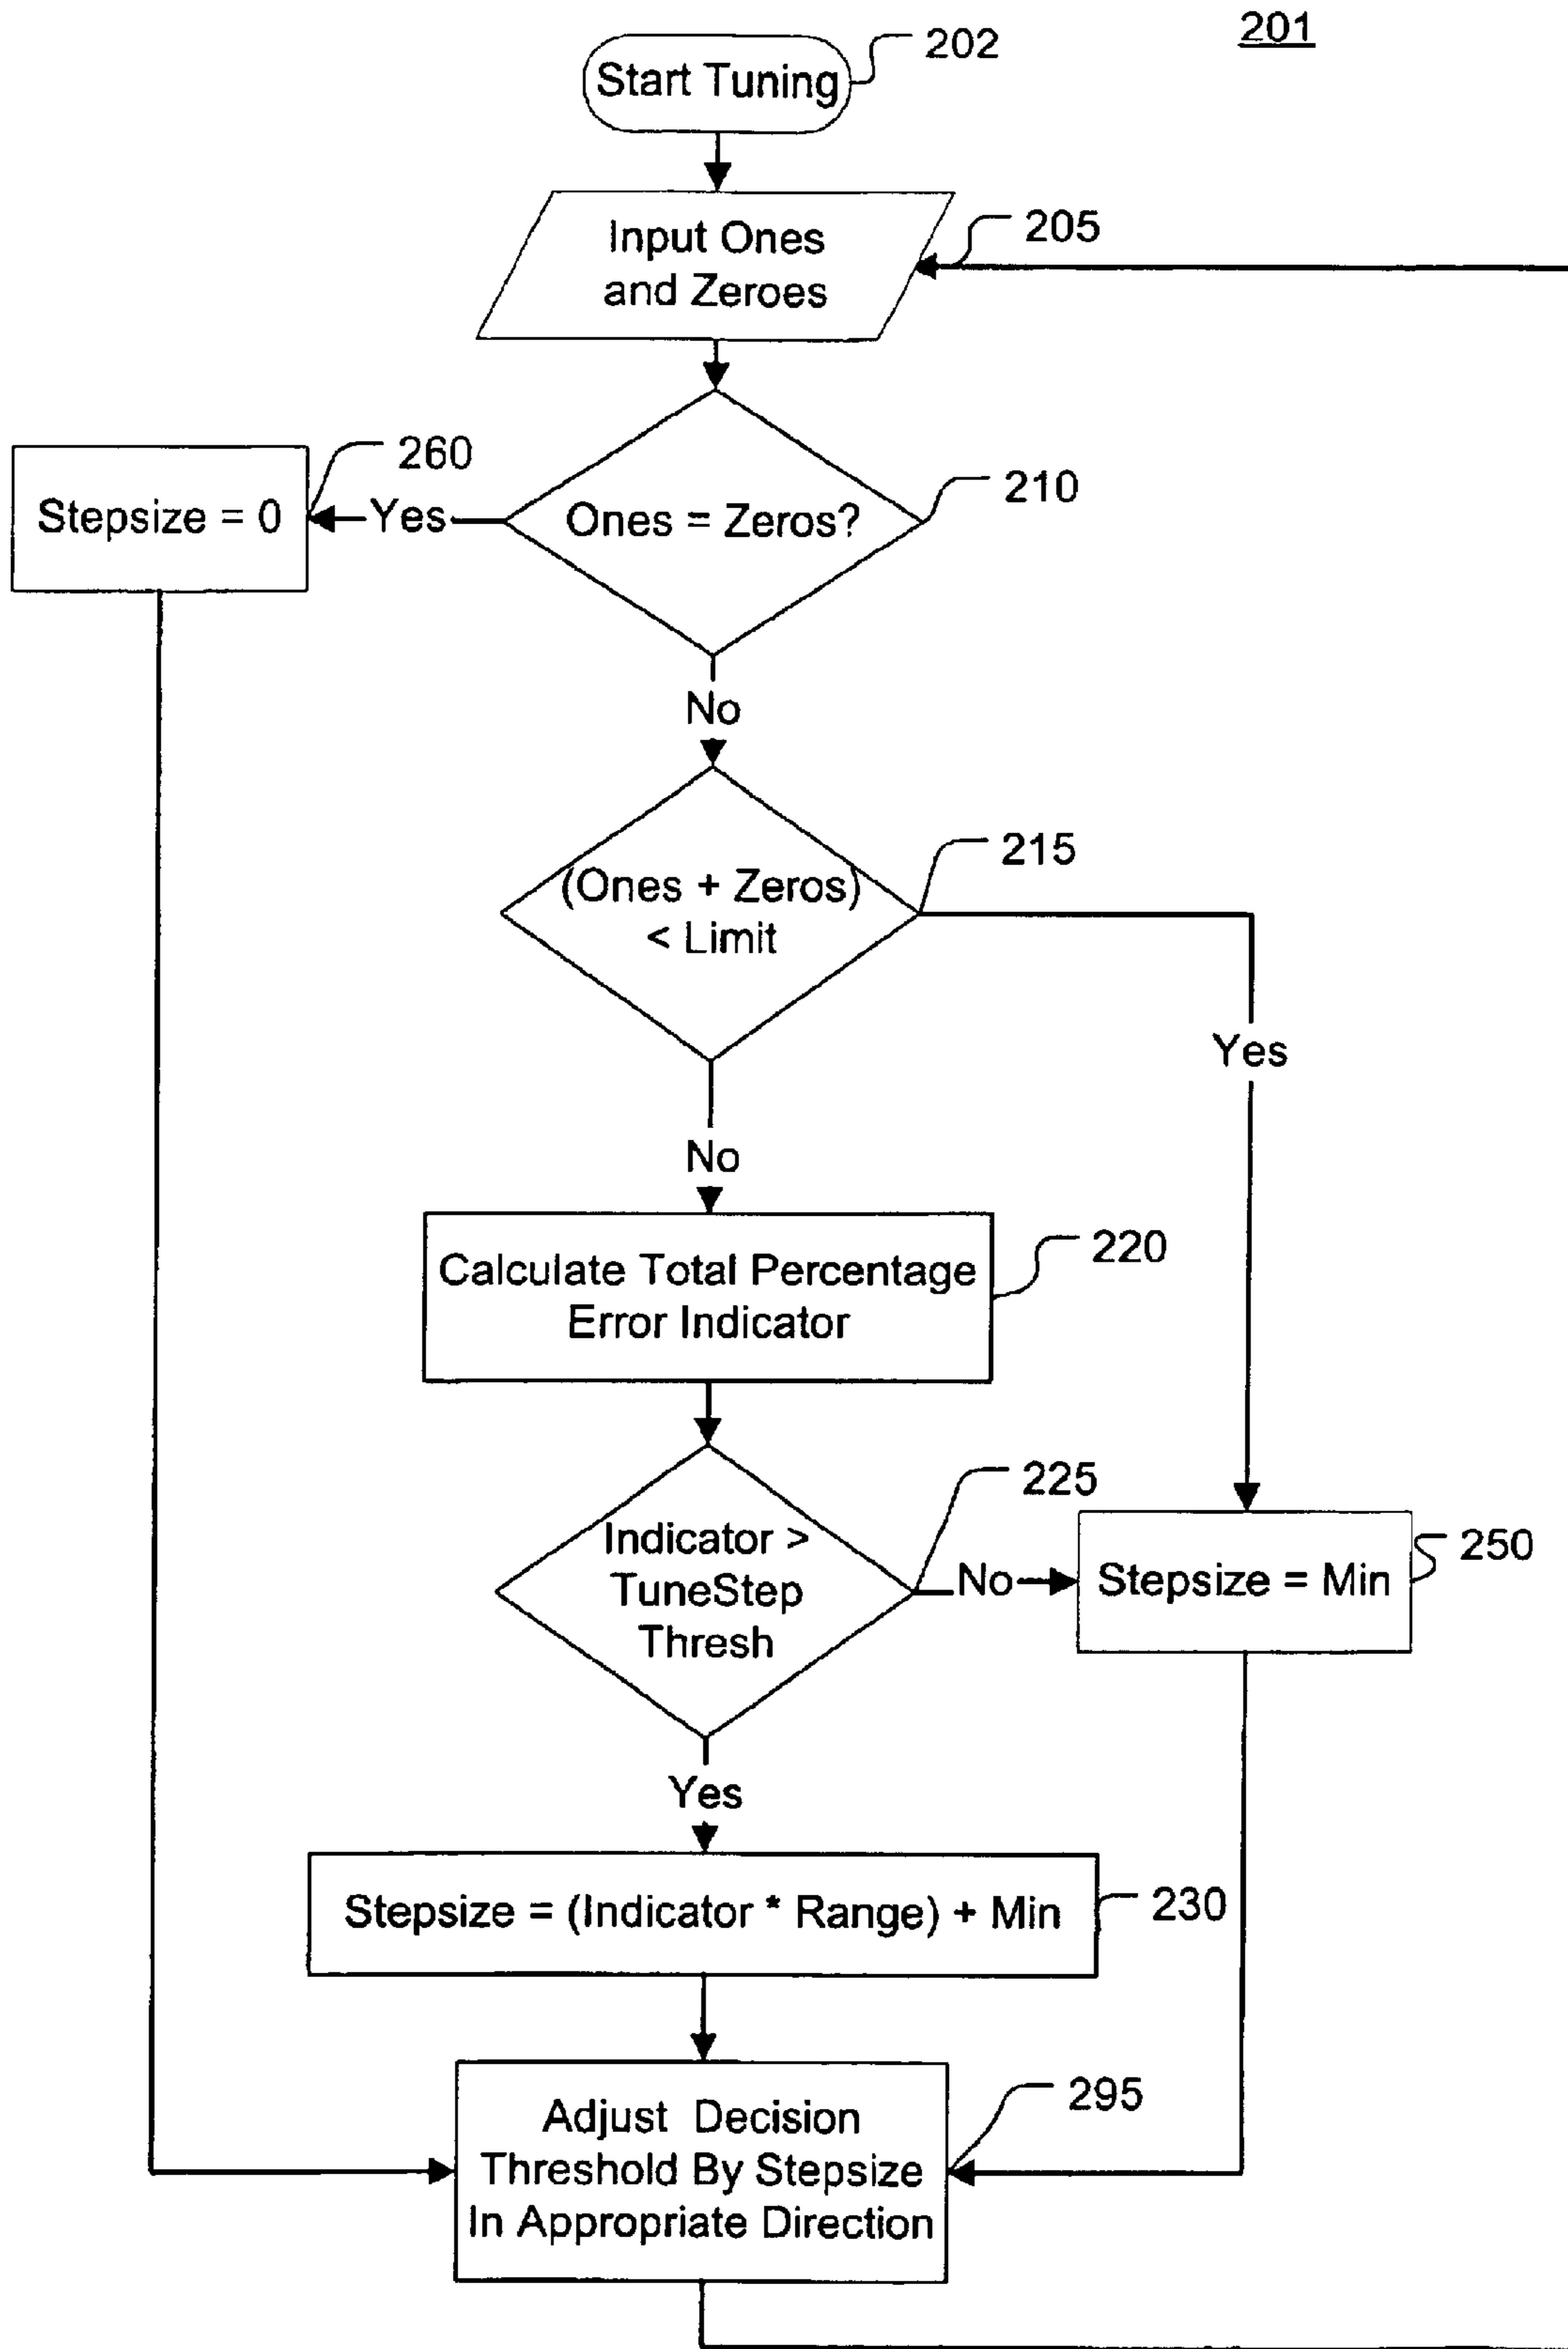 201
Start Tuning
202
Input Ones
and Zeroes
205
Ones = Zeros?
210
Yes
260
Stepsize = 0
No
(Ones + Zeros)
< Limit
215
Yes
No
Calculate Total Percentage
Error Indicator
220
Indicator >
TuneStep
Thresh
225
No
Stepsize = Min
250
Yes
Stepsize = (Indicator * Range) + Min
230
Adjust Decision
Threshold By Stepsize
In Appropriate Direction
295